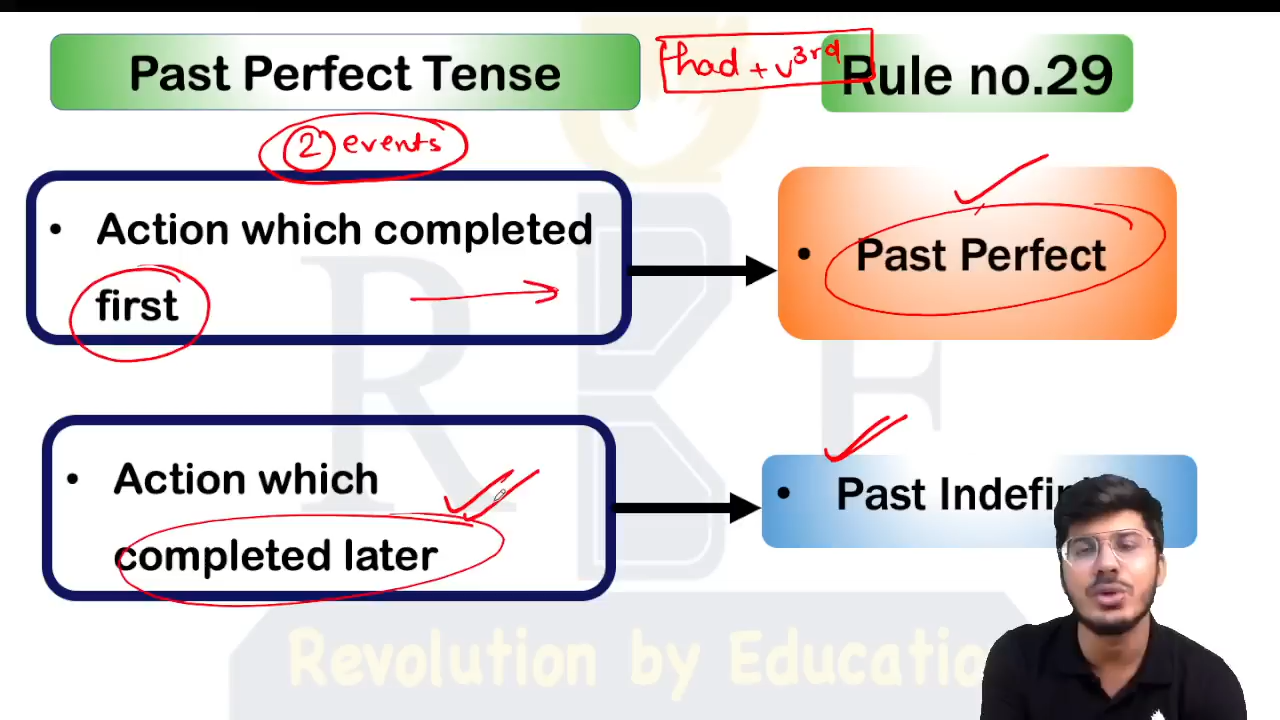 Past Perfect Tense
had + v3rd
Rule no.29
2 events
• Action which completed
first
• Past Perfect
• Action which
completed later
• Past Indefi
RKE
Revolution by Educatio